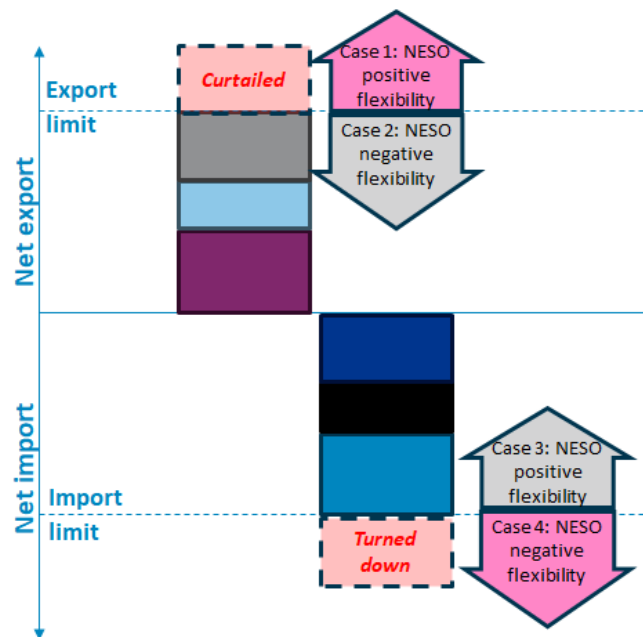 Curtailed
Case 1: NESO
positive
flexibility
Export
limit
Case 2: NESO
negative
flexibility
Net export
Net import
Case 3: NESO
positive
flexibility
Import
limit
Turned
down
Case 4: NESO
negative
flexibility